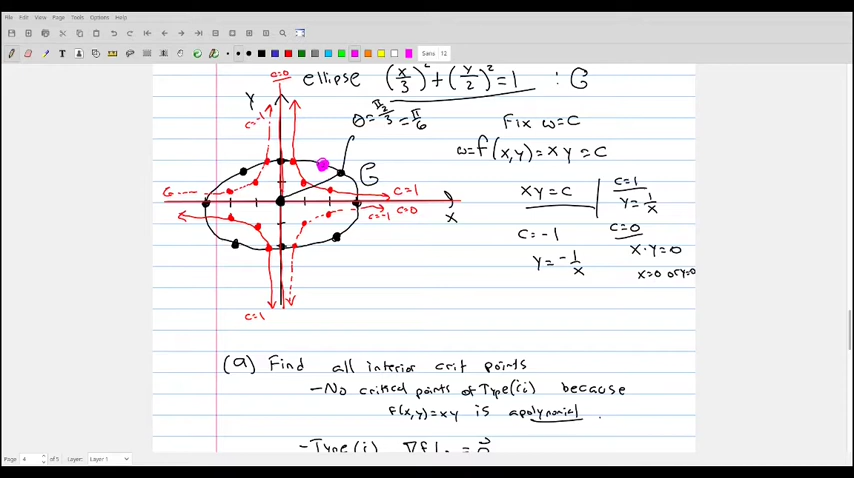 File Edit View Page Tools Options Help
T
Sans 12
c=0
ellipse (x/3)² + (y/2)² = 1 : G
Y
c=-1
θ = π/2/3 = π/6
Fix w=C
w=f(x,y)=xy=c
G
c=1
c=0
c=-1
x
xy=c
c=1
y=1/x
c=-1
y=-1/x
c=0
x·y=0
x=0 or y=0
c=1
(a) Find all interior crit points
-No critical points of Type(ii) because
f(x,y)=xy is a polynomial.
-Type(i) ∇f|₀ = 0⃗
Page 4 of 5 Layer: Layer 1